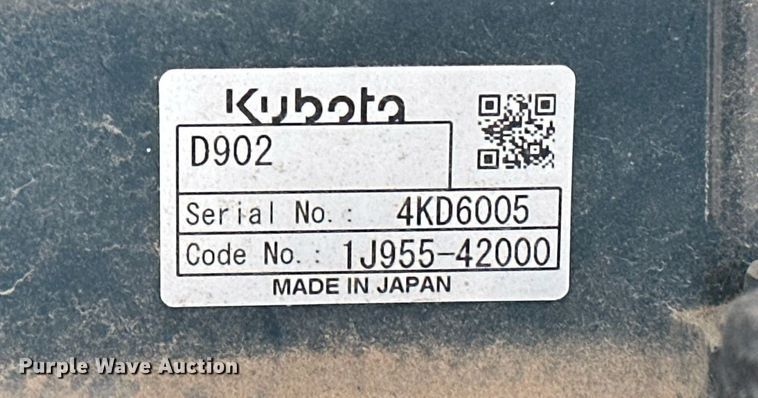 Kubota
D902
Serial No.: 4KD6005
Code No.: 1J955-42000
MADE IN JAPAN
Purple Wave Auction